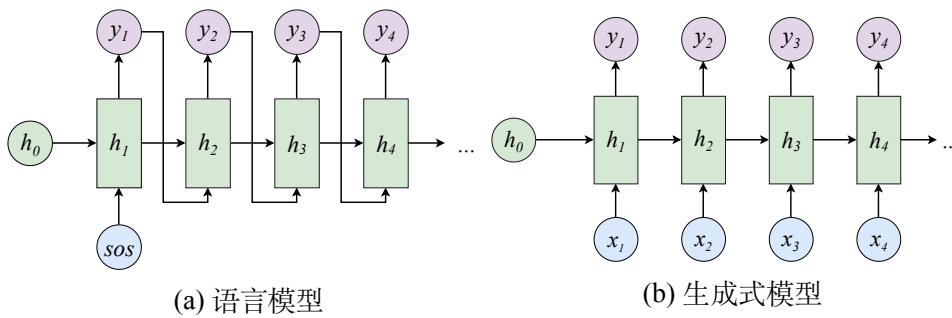 y₁ y₂ y₃ y₄
h₀ h₁ h₂ h₃ h₄ ...
sos
(a) 语言模型
y₁ y₂ y₃ y₄
h₀ h₁ h₂ h₃ h₄ ..
x₁ x₂ x₃ x₄
(b) 生成式模型